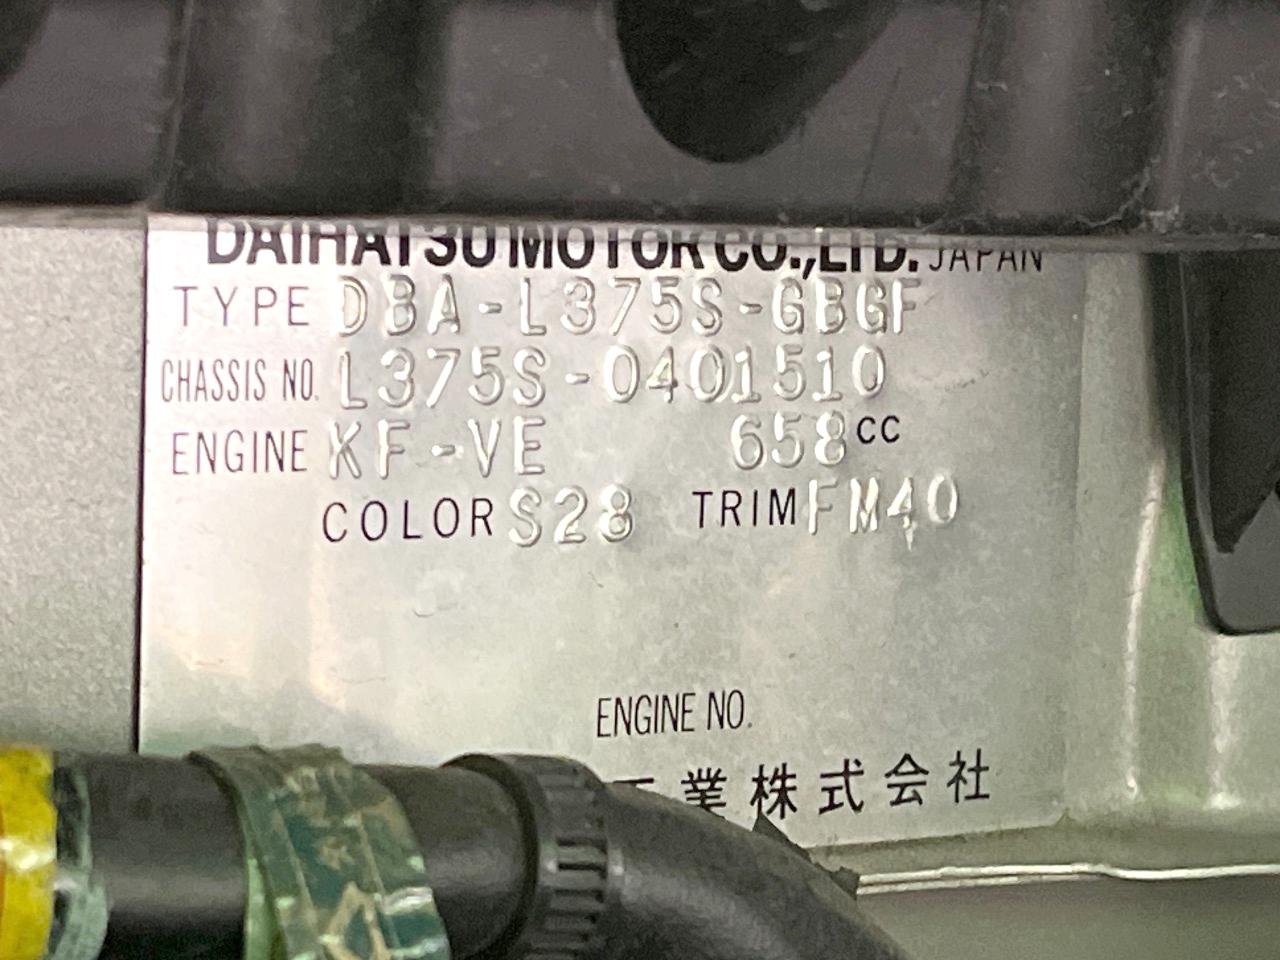 DAIHATSU MOTOR CO.,LTD. JAPAN
TYPE DBA-L375S-GBGF
CHASSIS NO. L375S-0401510
ENGINE KF-VE 658cc
COLOR S28 TRIM FM40
ENGINE NO.
工業株式会社